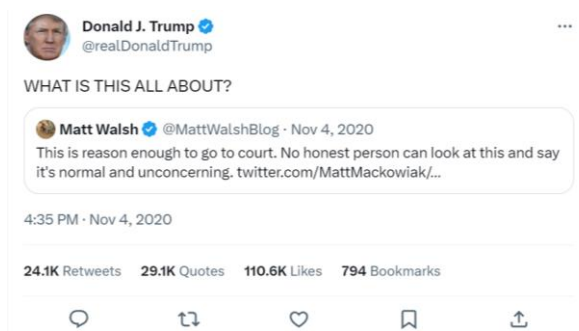 Donald J. Trump
@realDonaldTrump
WHAT IS THIS ALL ABOUT?
Matt Walsh @MattWalshBlog · Nov 4, 2020
This is reason enough to go to court. No honest person can look at this and say
it's normal and unconcerning. twitter.com/MattMackowiak/...
4:35 PM · Nov 4, 2020
24.1K Retweets 29.1K Quotes 110.6K Likes 794 Bookmarks